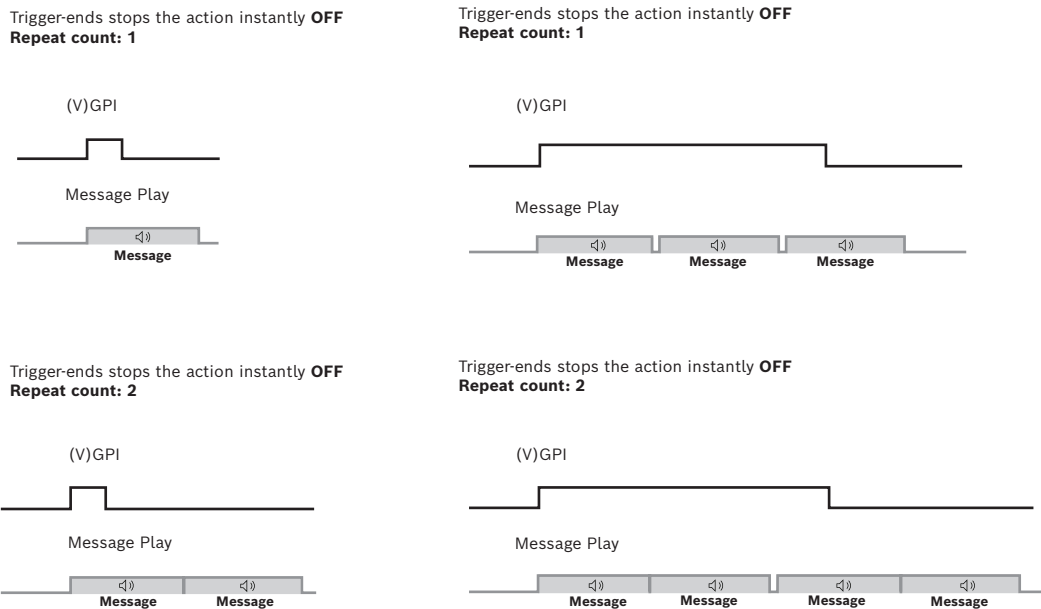 Trigger-ends stops the action instantly OFF
Repeat count: 1
(V)GPI
Message Play
Message
Trigger-ends stops the action instantly OFF
Repeat count: 1
(V)GPI
Message Play
Message Message Message
Trigger-ends stops the action instantly OFF
Repeat count: 2
(V)GPI
Message Play
Message Message
Trigger-ends stops the action instantly OFF
Repeat count: 2
(V)GPI
Message Play
Message Message Message Message